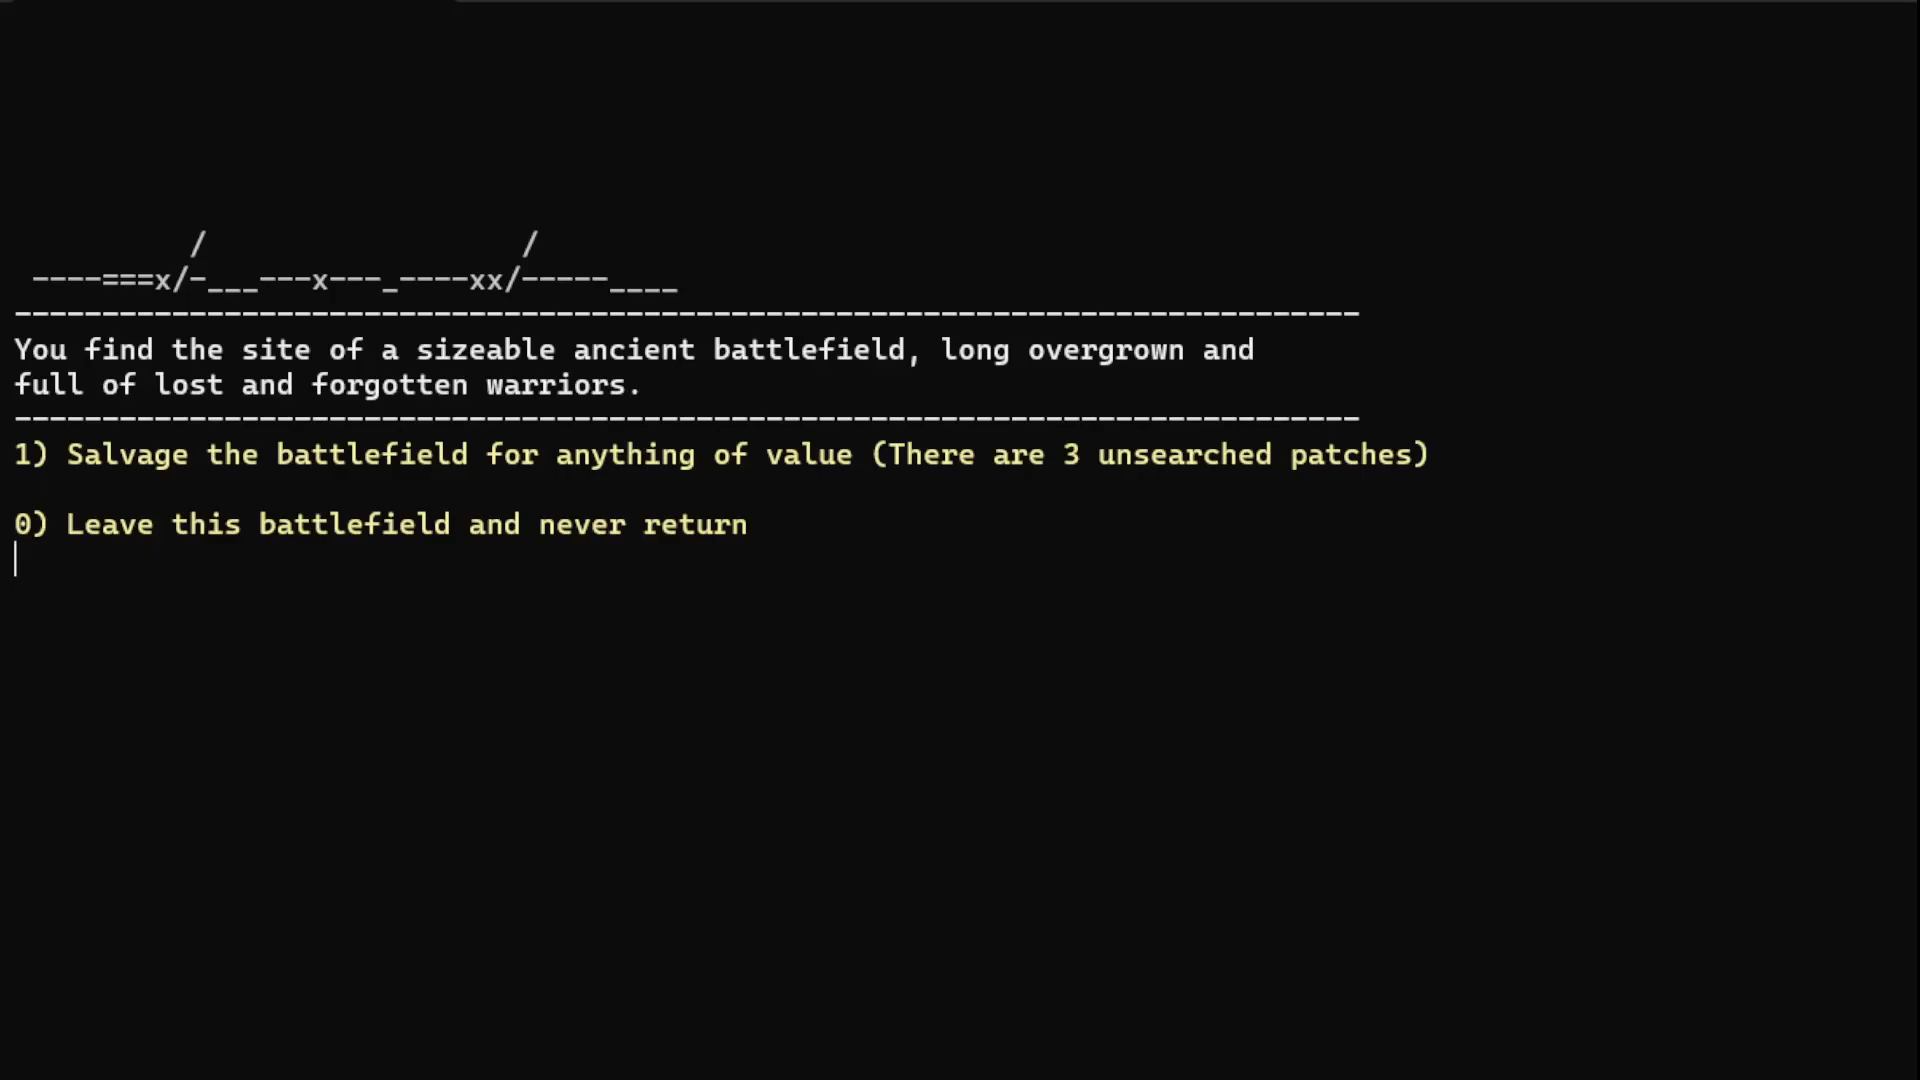 You find the site of a sizeable ancient battlefield, long overgrown and
full of lost and forgotten warriors.
1) Salvage the battlefield for anything of value (There are 3 unsearched patches)
0) Leave this battlefield and never return